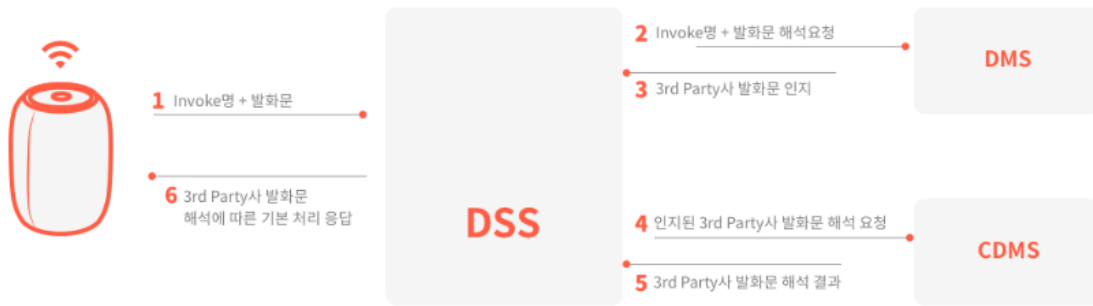 1 Invoke명 + 발화문
6 3rd Party사 발화문
해석에 따른 기본 처리 응답
DSS
2 Invoke명 + 발화문 해석요청
3 3rd Party사 발화문 인지
4 인지된 3rd Party사 발화문 해석 요청
5 3rd Party사 발화문 해석 결과
DMS
CDMS